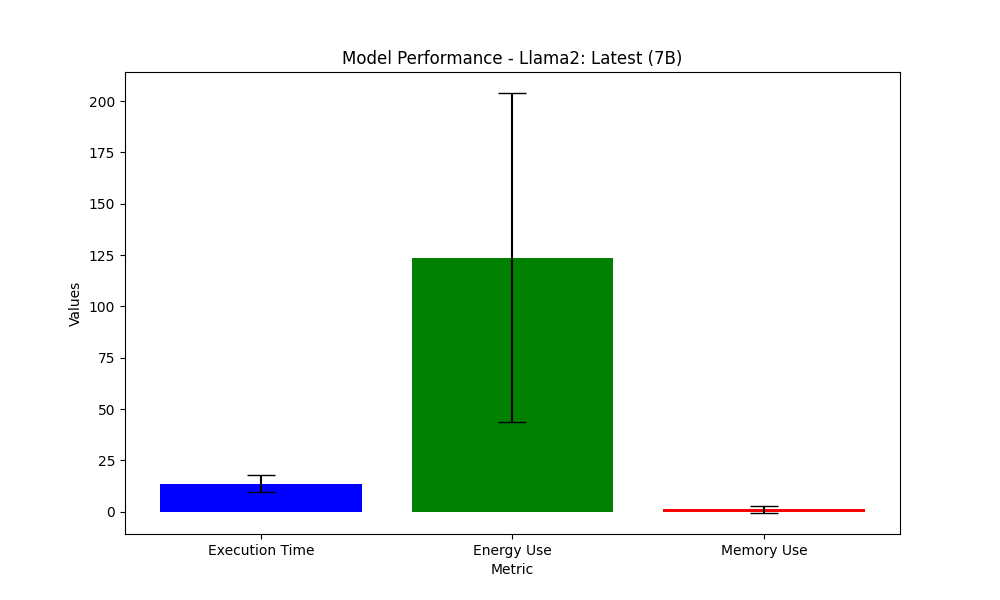 Model Performance - Llama2: Latest (7B)
200
175
150
125
100
75
50
25
0
Values
Execution Time
Energy Use
Memory Use
Metric